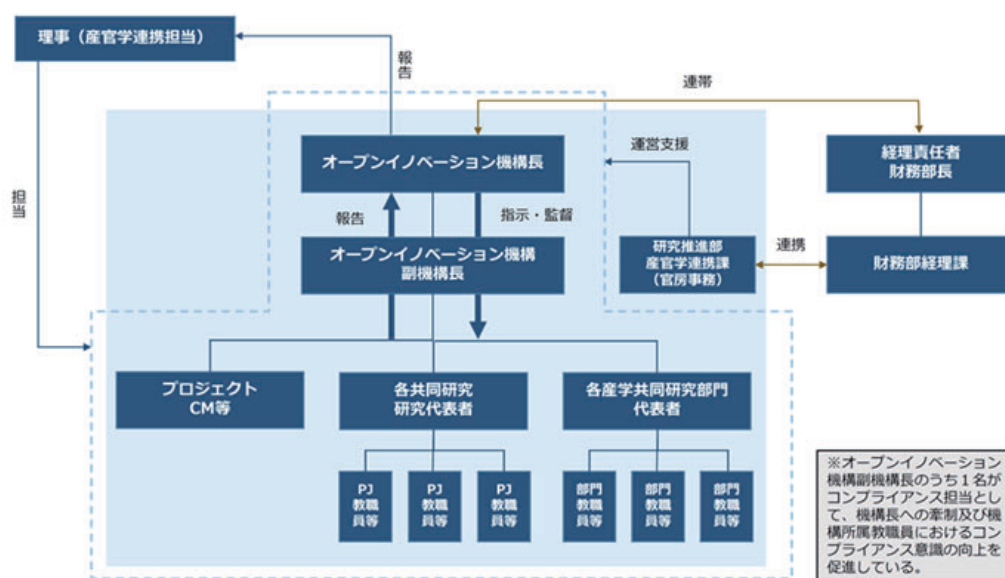 理事（産官学連携担当）
報告
連帯
担当
オープンイノベーション機構長
運営支援
経理責任者
財務部長
報告
指示・監督
オープンイノベーション機構
副機構長
研究推進部
産官学連携課
（官房事務）
連携
財務部経理課
プロジェクト
CM等
各共同研究
研究代表者
各産学共同研究部門
代表者
PJ
教職
員等
PJ
教職
員等
PJ
教職
員等
部門
教職
員等
部門
教職
員等
部門
教職
員等
※オープンイノベーション
機構副機構長のうち１名が
コンプライアンス担当とし
て、機構長への牽制及び機
構所属教職員におけるコン
プライアンス意識の向上を
促進している。